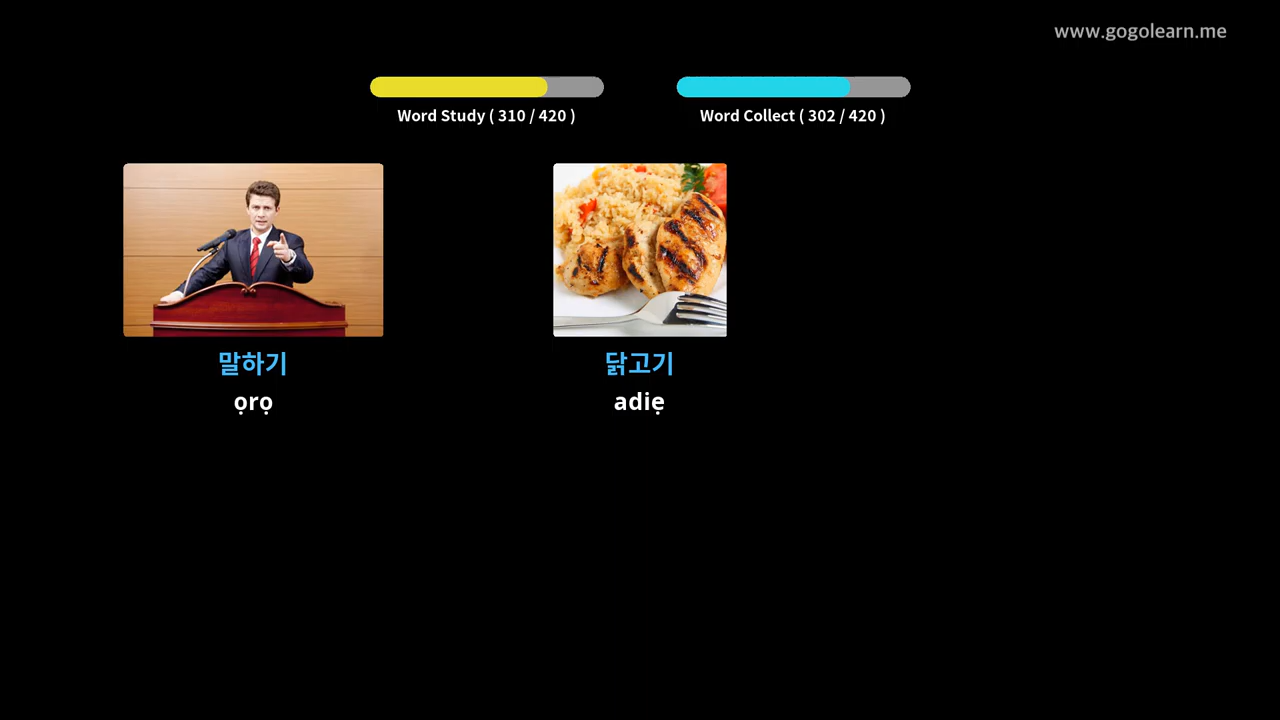 www.gogolearn.me
Word Study ( 310 / 420 )
Word Collect ( 302 / 420 )
말하기
ọrọ
닭고기
adiẹ